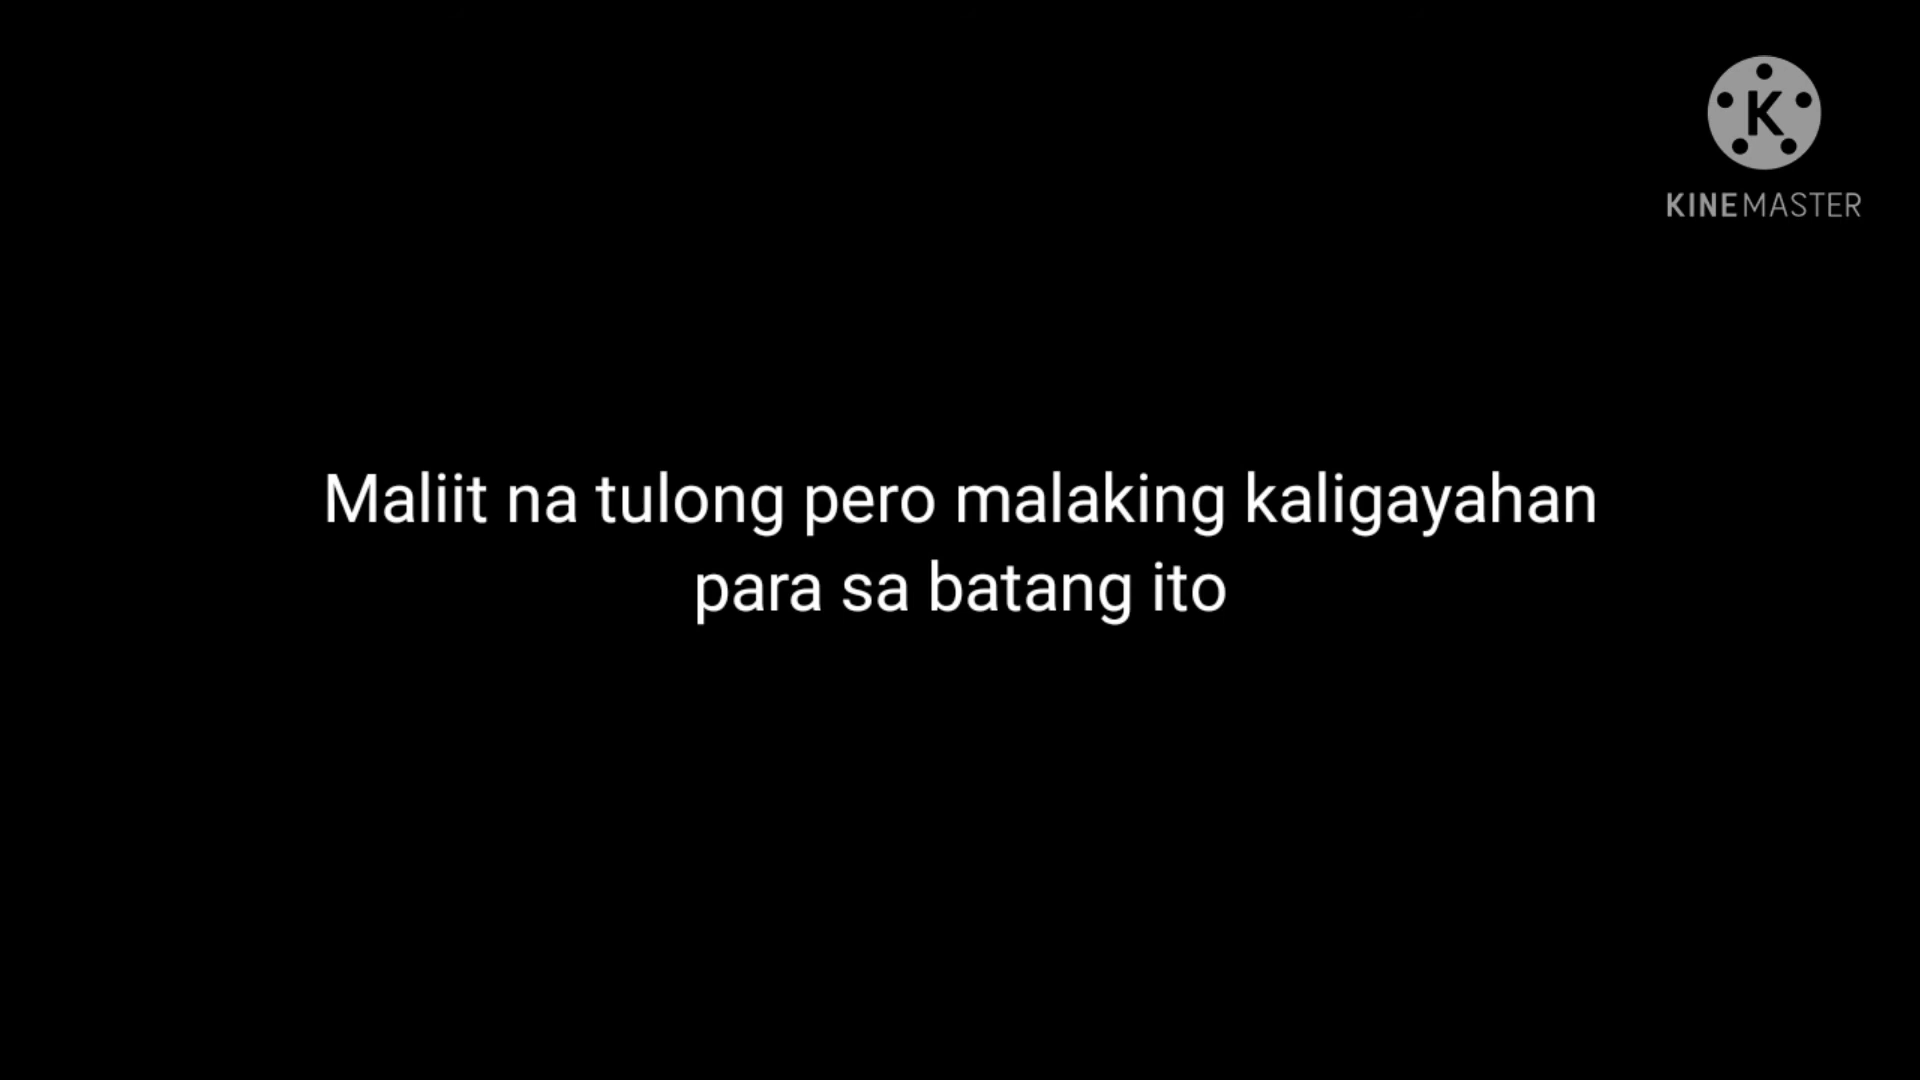 K
KINEMASTER
Maliit na tulong pero malaking kaligayahan
para sa batang ito